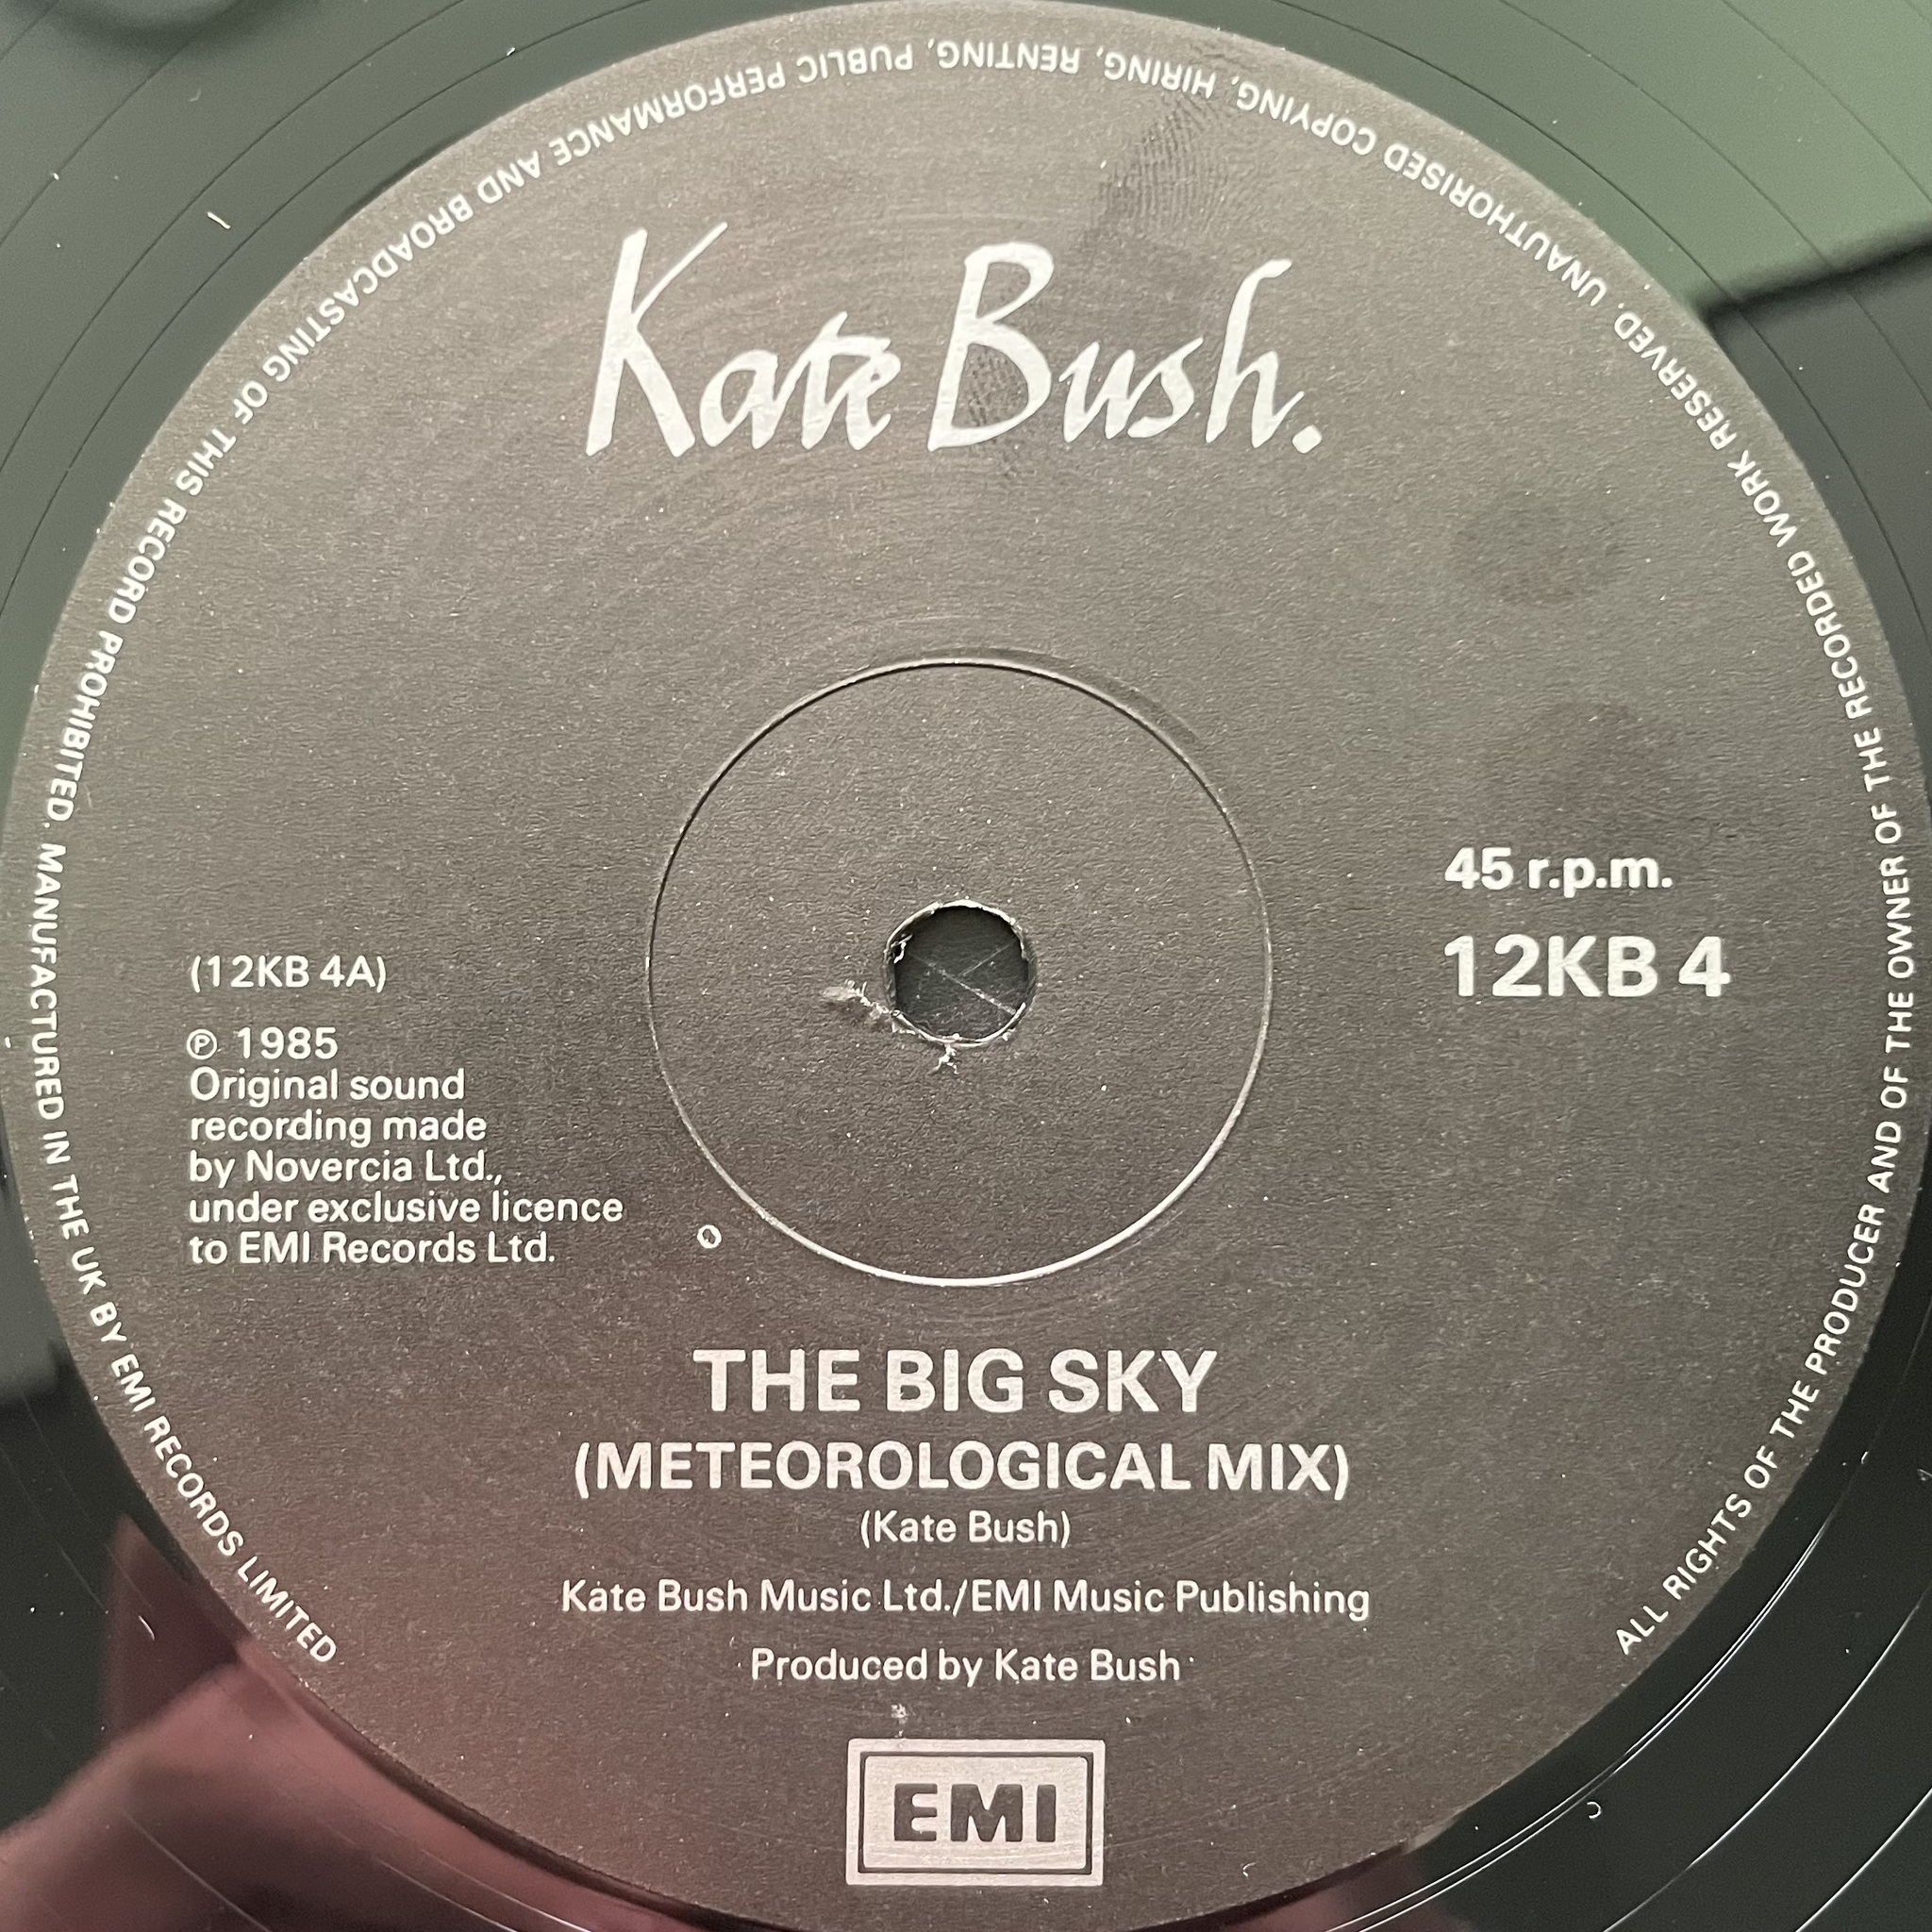 Kate Bush.
45 r.p.m.
12KB 4
(12KB 4A)
℗ 1985
Original sound
recording made
by Novercia Ltd.,
under exclusive licence
to EMI Records Ltd.
THE BIG SKY
(METEOROLOGICAL MIX)
(Kate Bush)
Kate Bush Music Ltd./EMI Music Publishing
Produced by Kate Bush
EMI
ALL RIGHTS OF THE PRODUCER AND OF THE OWNER OF THE RECORDED WORK RESERVED. UNAUTHORISED COPYING, HIRING, RENTING, PUBLIC PERFORMANCE AND BROADCASTING OF THIS RECORD PROHIBITED. MANUFACTURED IN THE UK BY EMI RECORDS LIMITED